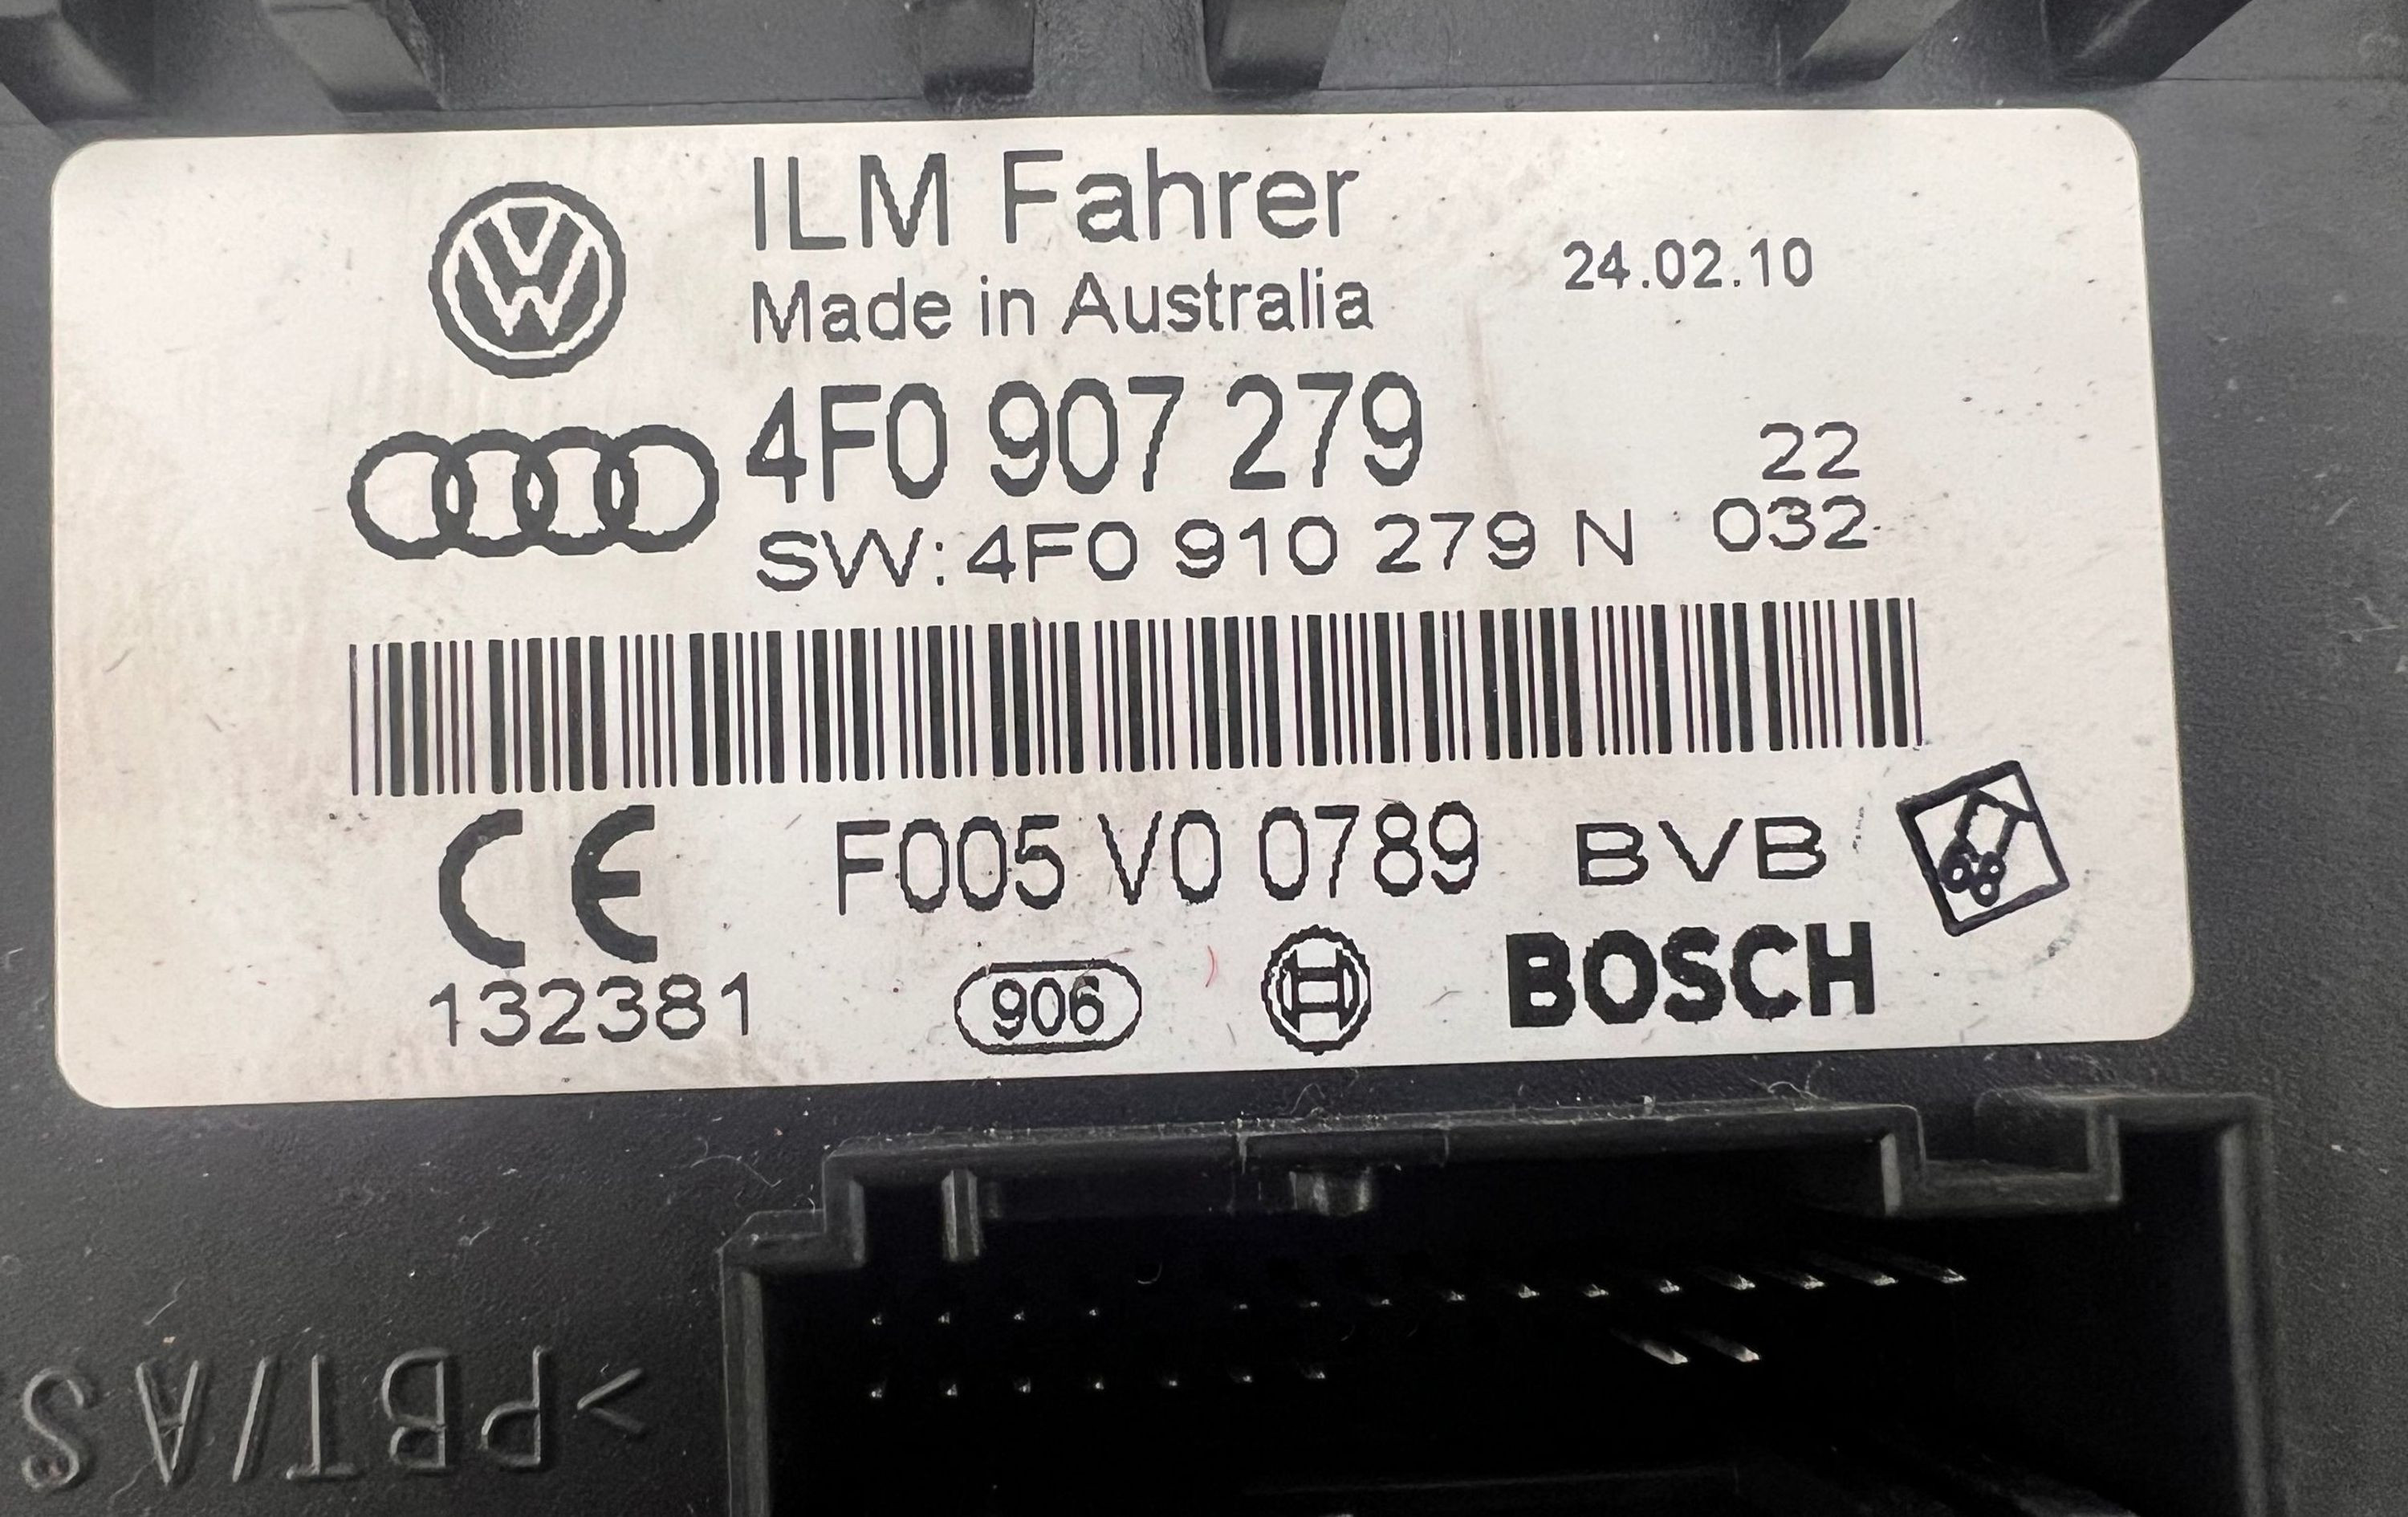 ILM Fahrer
Made in Australia
24.02.10
4F0 907 279
22
SW: 4F0 910 279 N 032
CE F005 V0 0789 BVB
132381 906 BOSCH
>PBT/AS